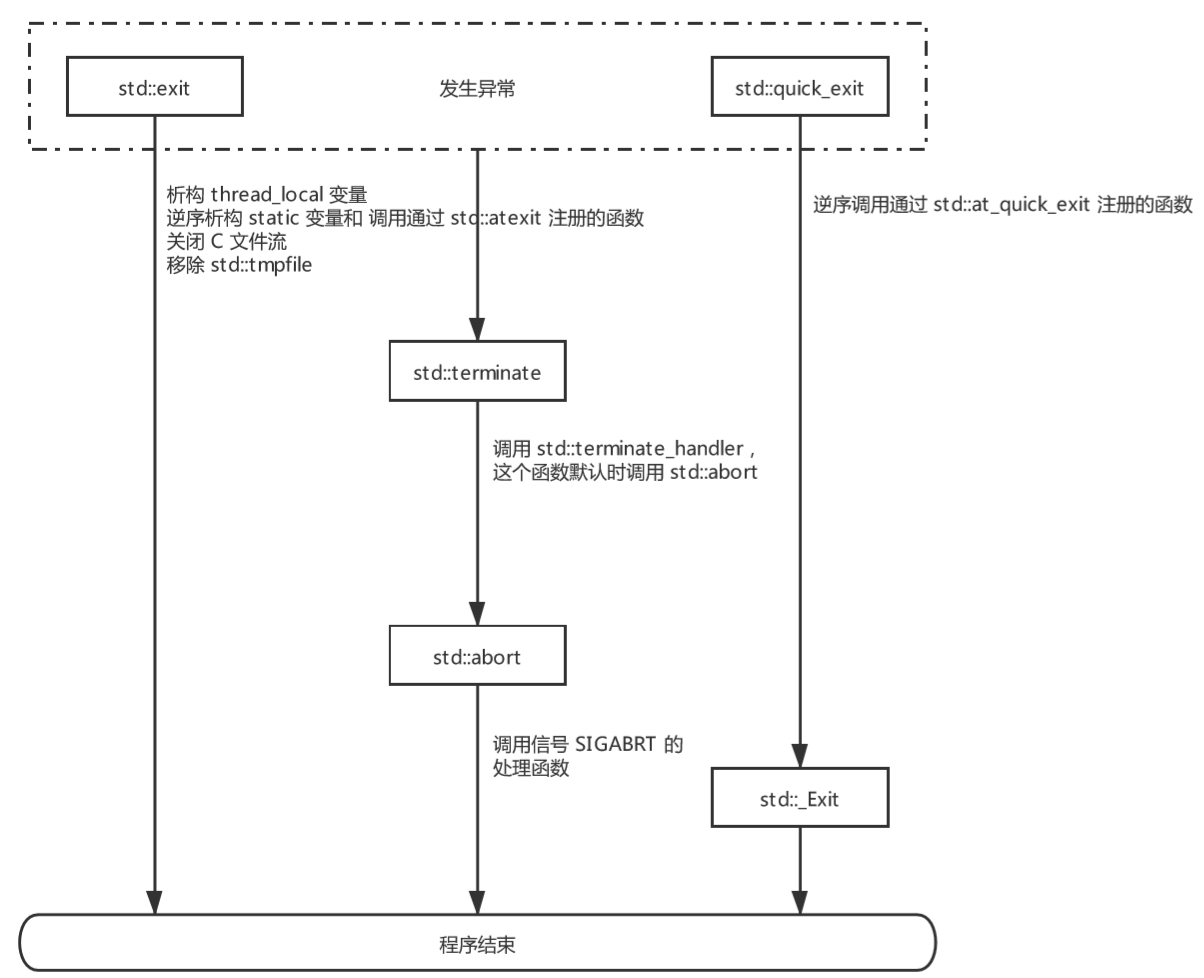 std::exit
发生异常
std::quick_exit
析构 thread_local 变量
逆序析构 static 变量和 调用通过 std::atexit 注册的函数
关闭 C 文件流
移除 std::tmpfile
逆序调用通过 std::at_quick_exit 注册的函数
std::terminate
调用 std::terminate_handler，
这个函数默认时调用 std::abort
std::abort
调用信号 SIGABRT 的
处理函数
std::_Exit
程序结束